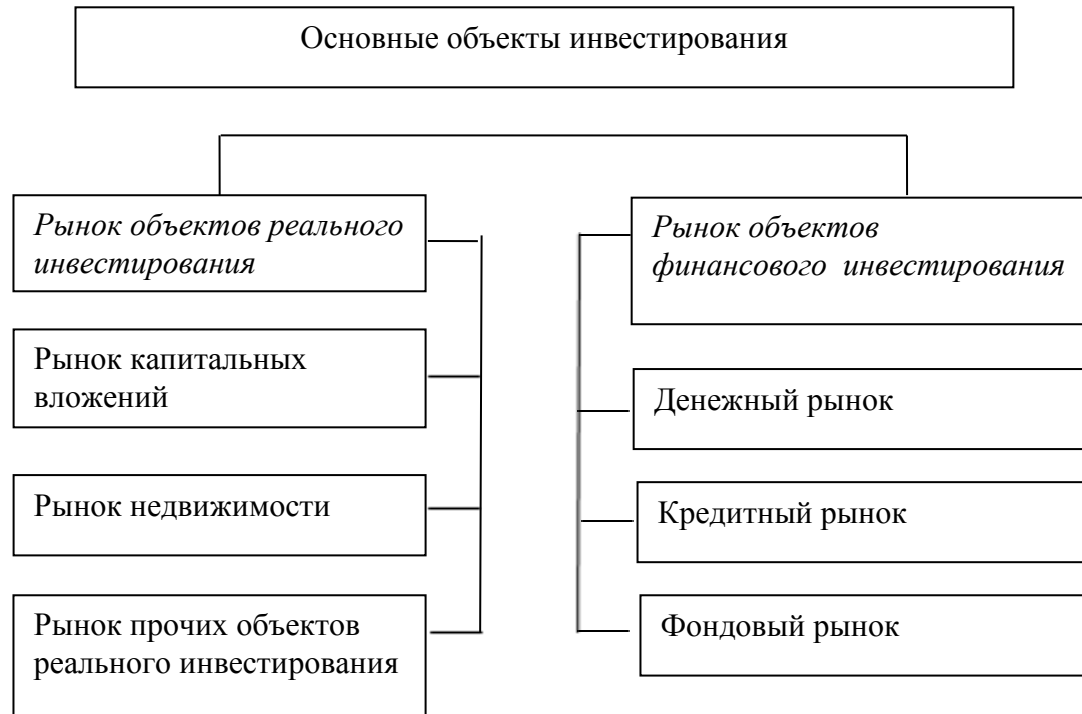 Основные объекты инвестирования
Рынок объектов реального
инвестирования
Рынок капитальных
вложений
Рынок недвижимости
Рынок прочих объектов
реального инвестирования
Рынок объектов
финансового инвестирования
Денежный рынок
Кредитный рынок
Фондовый рынок